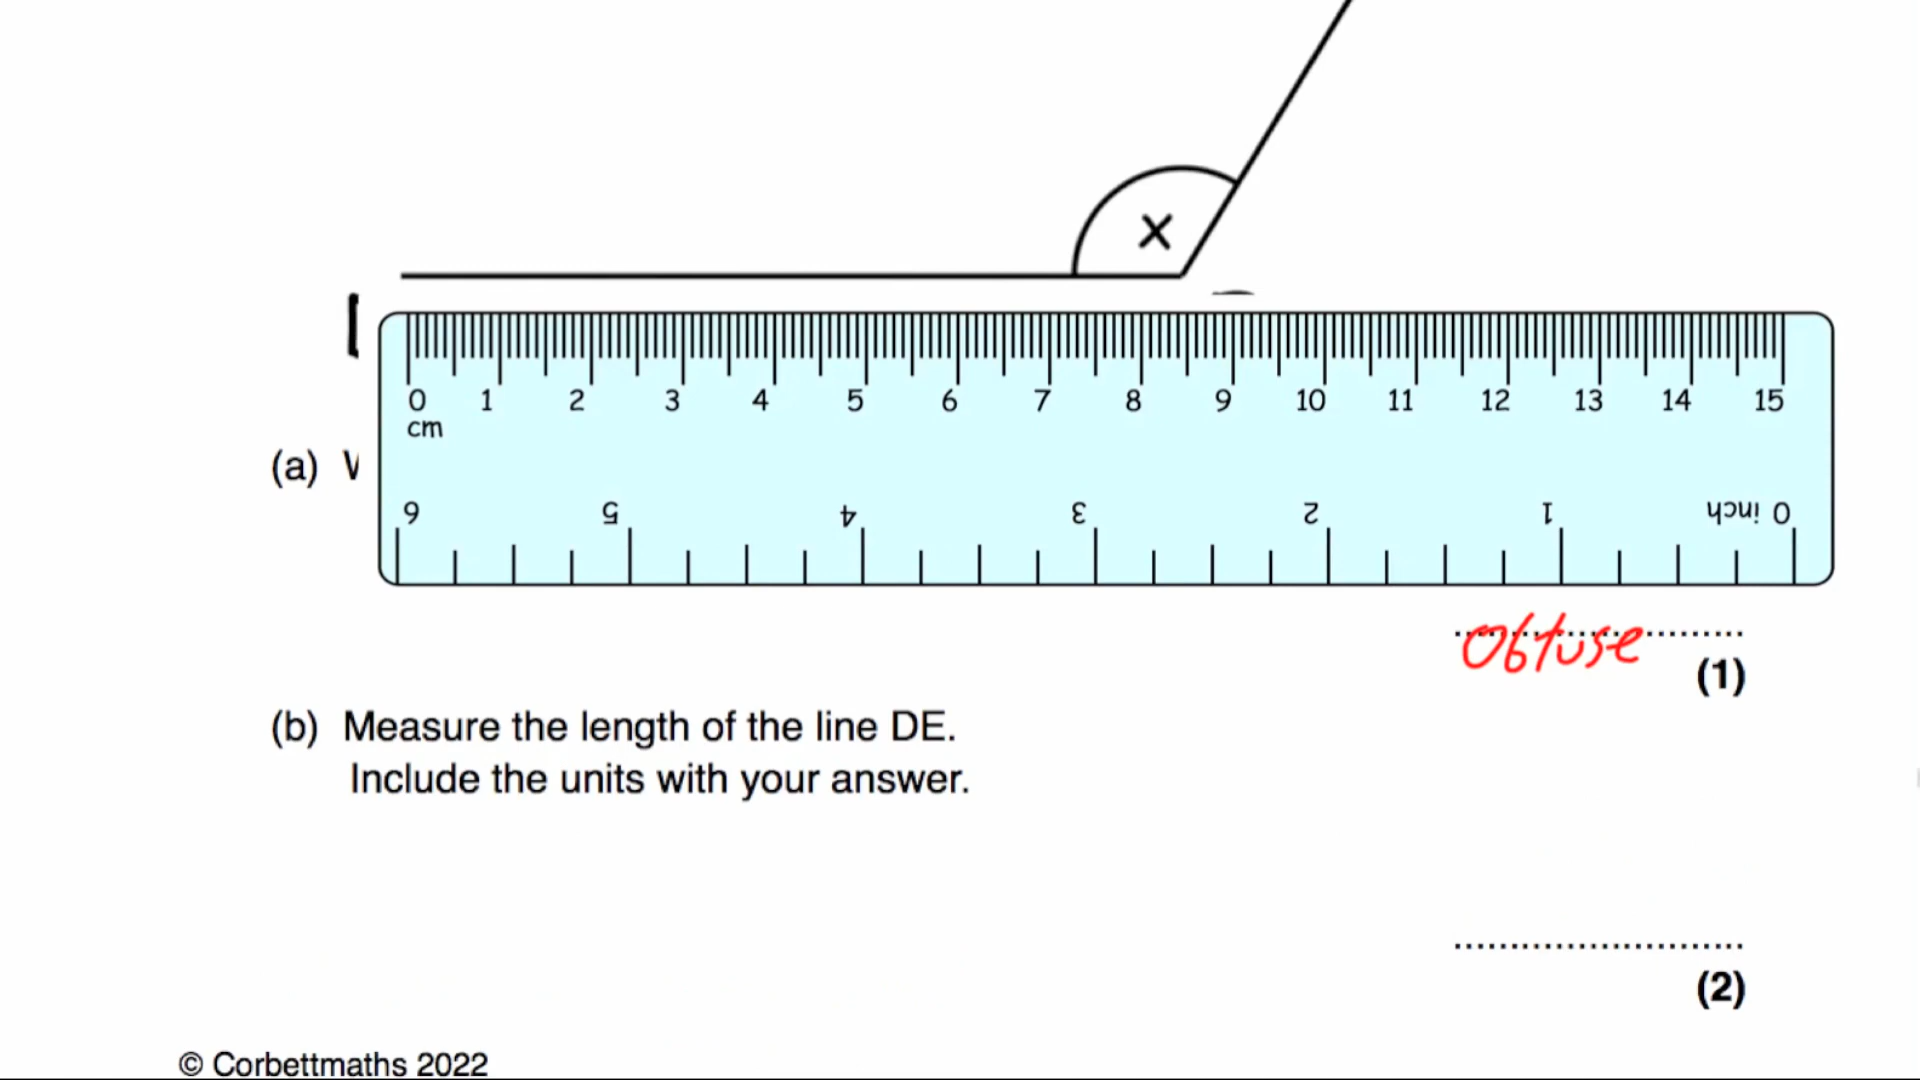 x
0 1 2 3 4 5 6 7 8 9 10 11 12 13 14 15
cm
(a)
6 5 4 3 2 1 inch 0
obtuse
(1)
(b) Measure the length of the line DE.
Include the units with your answer.
(2)
© Corbettmaths 2022